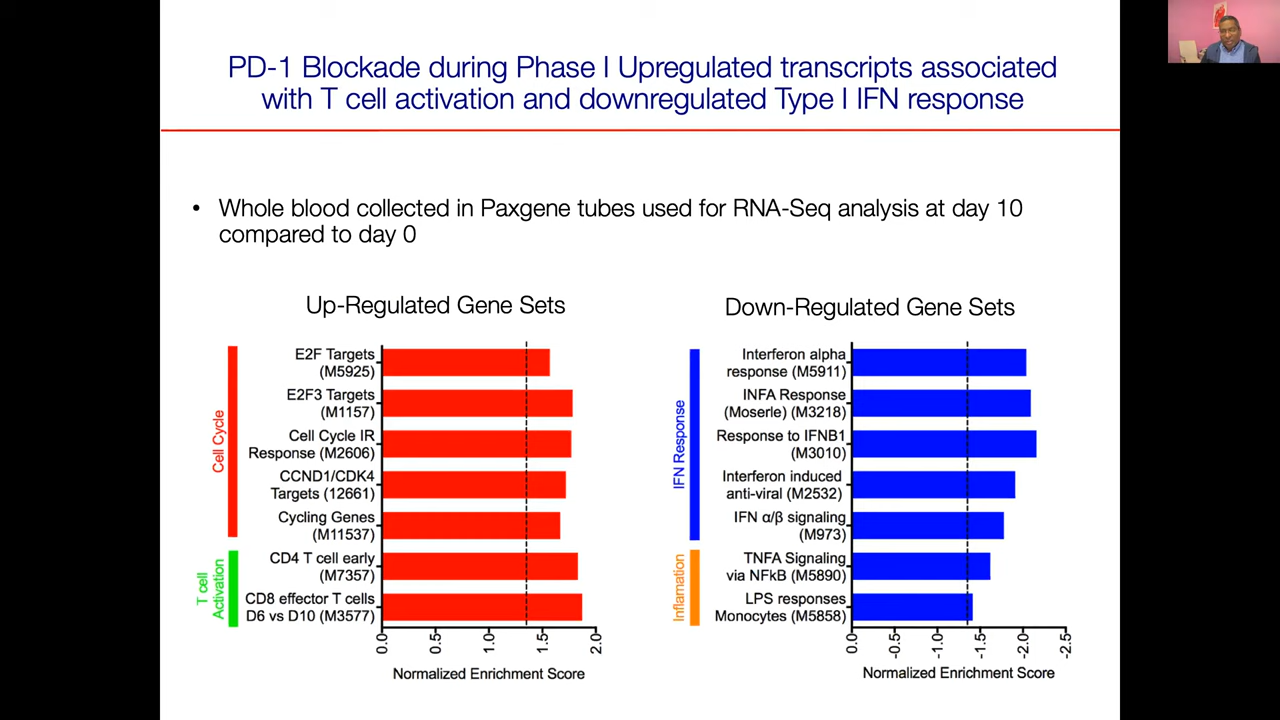 PD-1 Blockade during Phase I Upregulated transcripts associated
with T cell activation and downregulated Type I IFN response
• Whole blood collected in Paxgene tubes used for RNA-Seq analysis at day 10
compared to day 0
Up-Regulated Gene Sets
Cell Cycle
T cell
Activation
E2F Targets
(M5925)
E2F3 Targets
(M1157)
Cell Cycle IR
Response (M2606)
CCND1/CDK4
Targets (12661)
Cycling Genes
(M11537)
CD4 T cell early
(M7357)
CD8 effector T cells
D6 vs D10 (M3577)
0.0 0.5 1.0 1.5 2.0
Normalized Enrichment Score
Down-Regulated Gene Sets
IFN Response
Inflamation
Interferon alpha
response (M5911)
INFA Response
(Moserle) (M3218)
Response to IFNB1
(M3010)
Interferon induced
anti-viral (M2532)
IFN α/β signaling
(M973)
TNFA Signaling
via NFkB (M5890)
LPS responses
Monocytes (M5858)
0.0 -0.5 -1.0 -1.5 -2.0 -2.5
Normalized Enrichment Score